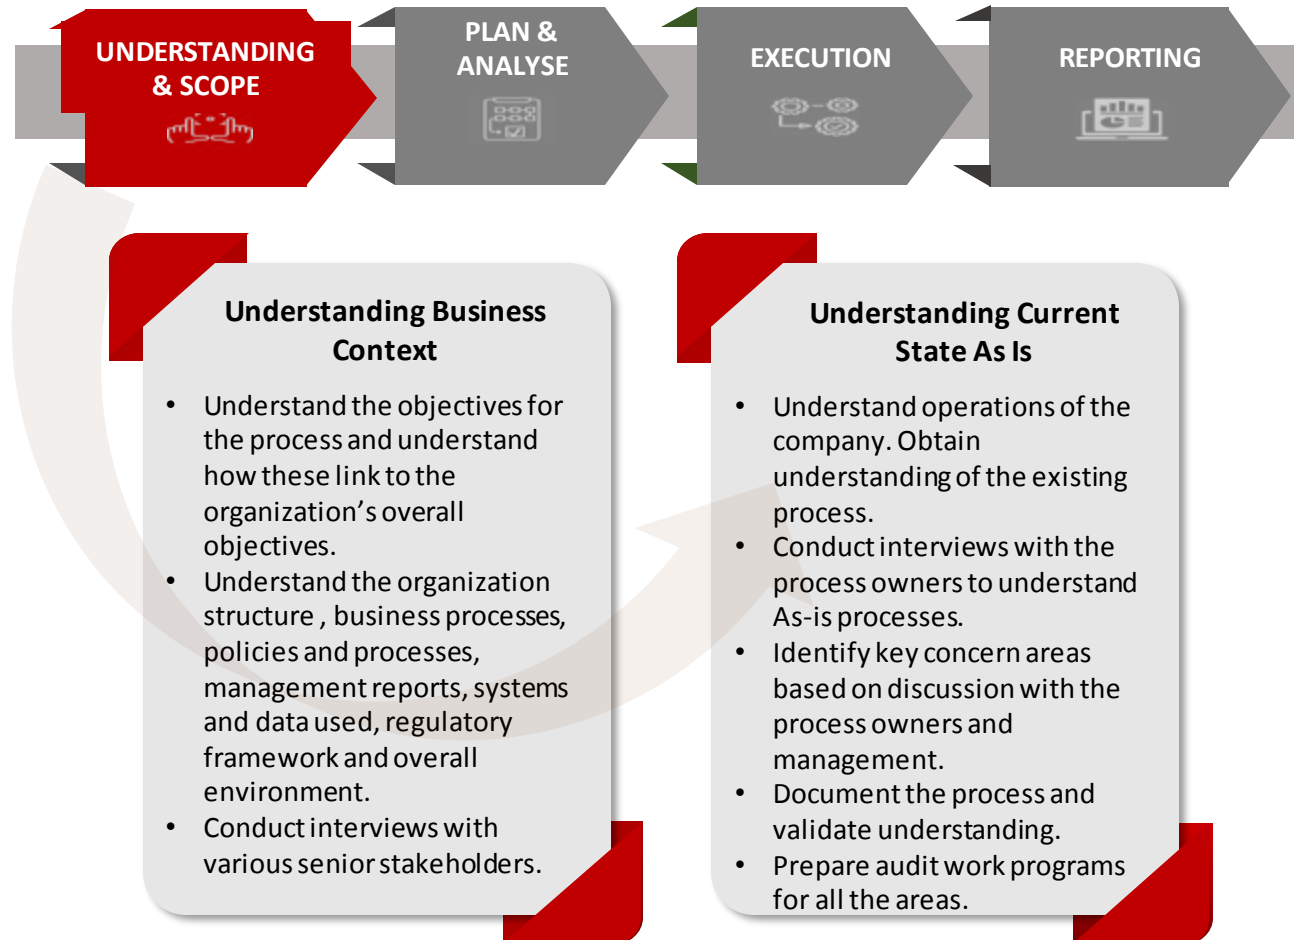 UNDERSTANDING
& SCOPE
PLAN &
ANALYSE
EXECUTION
REPORTING
Understanding Business
Context
• Understand the objectives for
the process and understand
how these link to the
organization’s overall
objectives.
• Understand the organization
structure , business processes,
policies and processes,
management reports, systems
and data used, regulatory
framework and overall
environment.
• Conduct interviews with
various senior stakeholders.
Understanding Current
State As Is
• Understand operations of the
company. Obtain
understanding of the existing
process.
• Conduct interviews with the
process owners to understand
As-is processes.
• Identify key concern areas
based on discussion with the
process owners and
management.
• Document the process and
validate understanding.
• Prepare audit work programs
for all the areas.